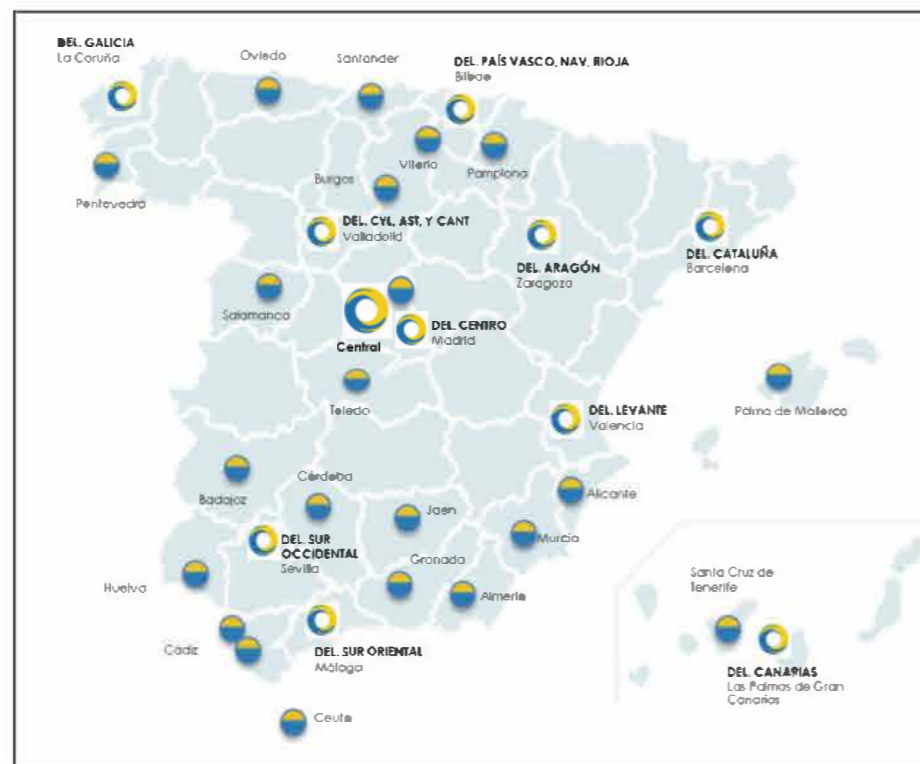 DEL. GALICIA
La Coruña
Oviedo
Santander
DEL. PAÍS VASCO, NAV, RIOJA
Bilbao
Vitoria
Pamplona
Burgos
Pontevedra
DEL. CYL, AST, Y CANT
Valladolid
DEL. ARAGÓN
Zaragoza
DEL. CATALUÑA
Barcelona
Salamanca
Central
DEL. CENTRO
Madrid
Toledo
DEL. LEVANTE
Valencia
Palma de Mallorca
Badajoz
Córdoba
Jaen
Alicante
Murcia
DEL. SUR
OCCIDENTAL
Sevilla
Granada
Almería
Huelva
Cádiz
DEL. SUR ORIENTAL
Málaga
Ceuta
Santa Cruz de
Tenerife
DEL. CANARIAS
Las Palmas de Gran
Canarias